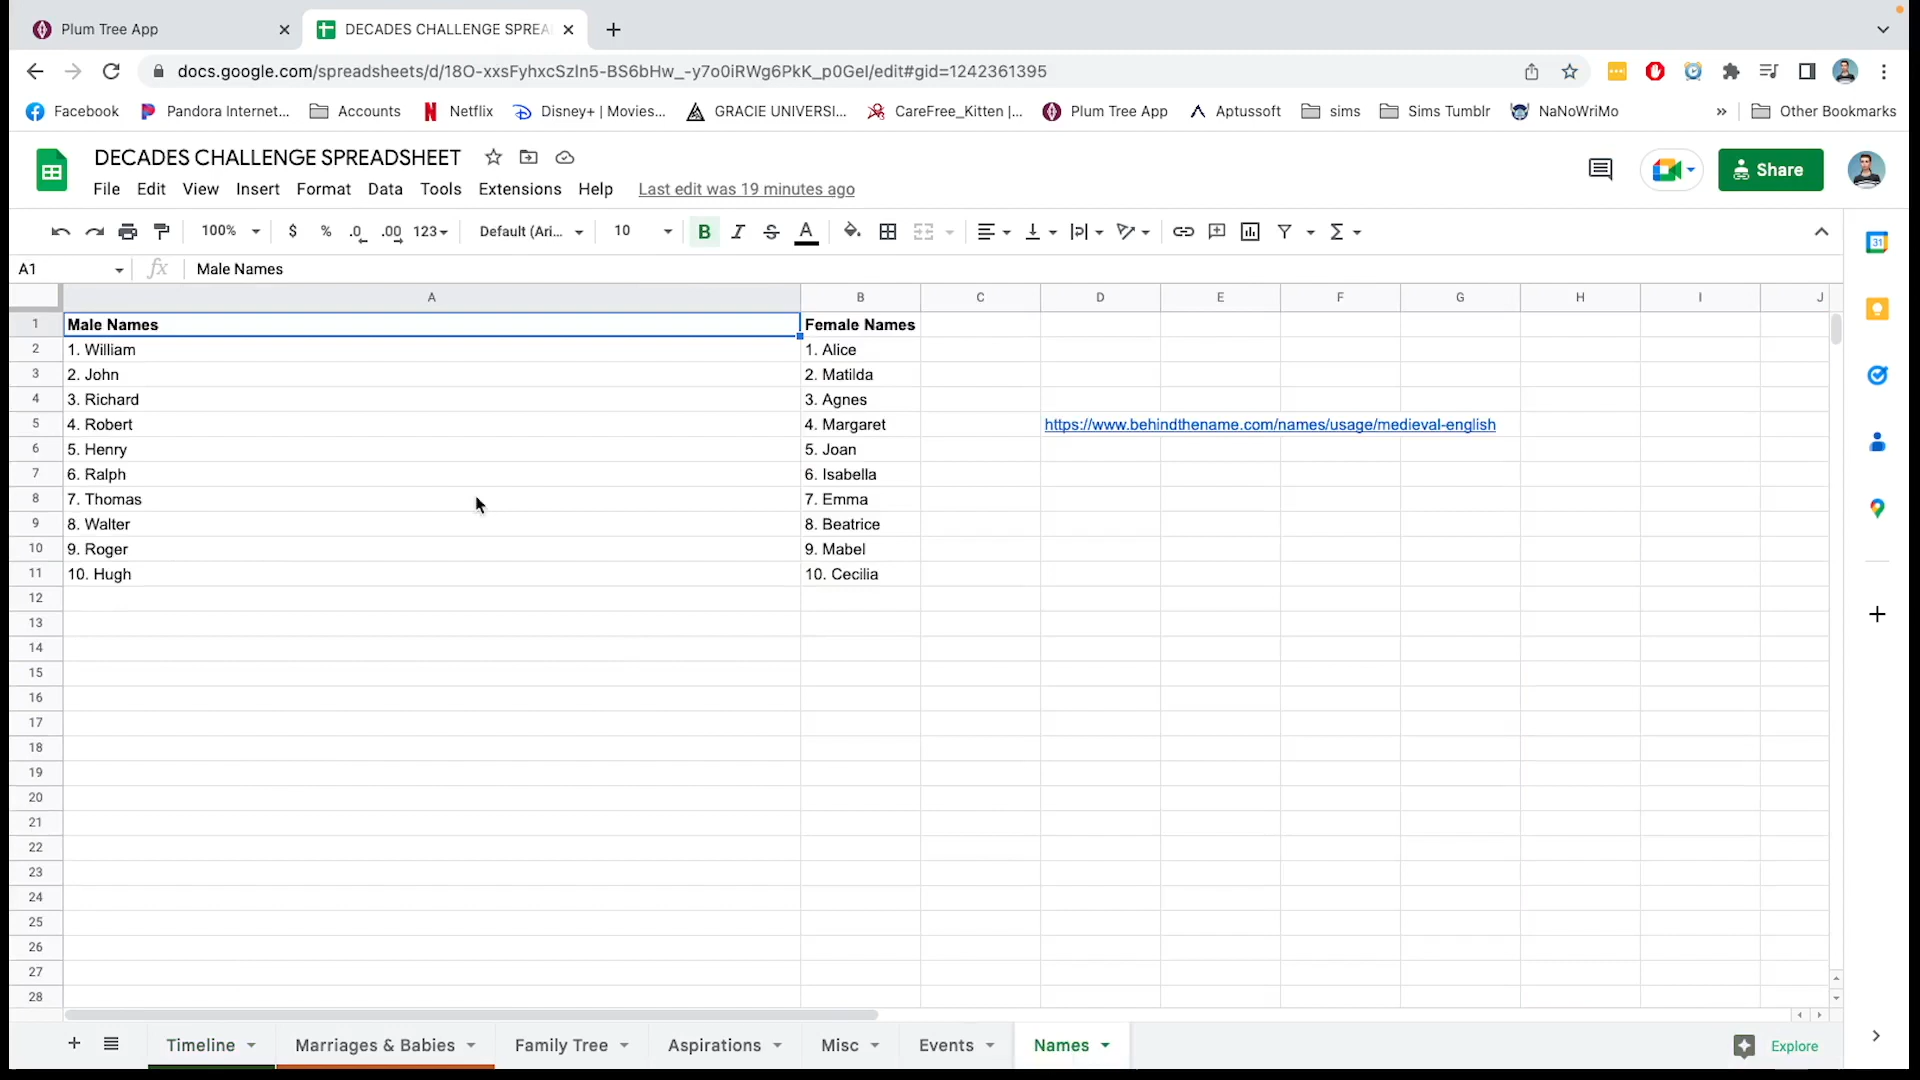 Plum Tree App
DECADES CHALLENGE SPREA
docs.google.com/spreadsheets/d/18O-xxsFyhxcSzIn5-BS6bHw_-y7o0iRWg6PkK_p0GeI/edit#gid=1242361395
Facebook Pandora Internet... Accounts Netflix Disney+ | Movies... GRACIE UNIVERSI... CareFree_Kitten |... Plum Tree App Aptussoft sims Sims Tumblr NaNoWriMo » Other Bookmarks
DECADES CHALLENGE SPREADSHEET
File Edit View Insert Format Data Tools Extensions Help Last edit was 19 minutes ago
Share
100% $ % .0 .00 123 Default (Ari... 10 B I S A
A1 fx Male Names
A B C D E F G H I J
1 Male Names Female Names
2 1. William 1. Alice
3 2. John 2. Matilda
4 3. Richard 3. Agnes
5 4. Robert 4. Margaret https://www.behindthename.com/names/usage/medieval-english
6 5. Henry 5. Joan
7 6. Ralph 6. Isabella
8 7. Thomas 7. Emma
9 8. Walter 8. Beatrice
10 9. Roger 9. Mabel
11 10. Hugh 10. Cecilia
12
13
14
15
16
17
18
19
20
21
22
23
24
25
26
27
28
Timeline Marriages & Babies Family Tree Aspirations Misc Events Names Explore